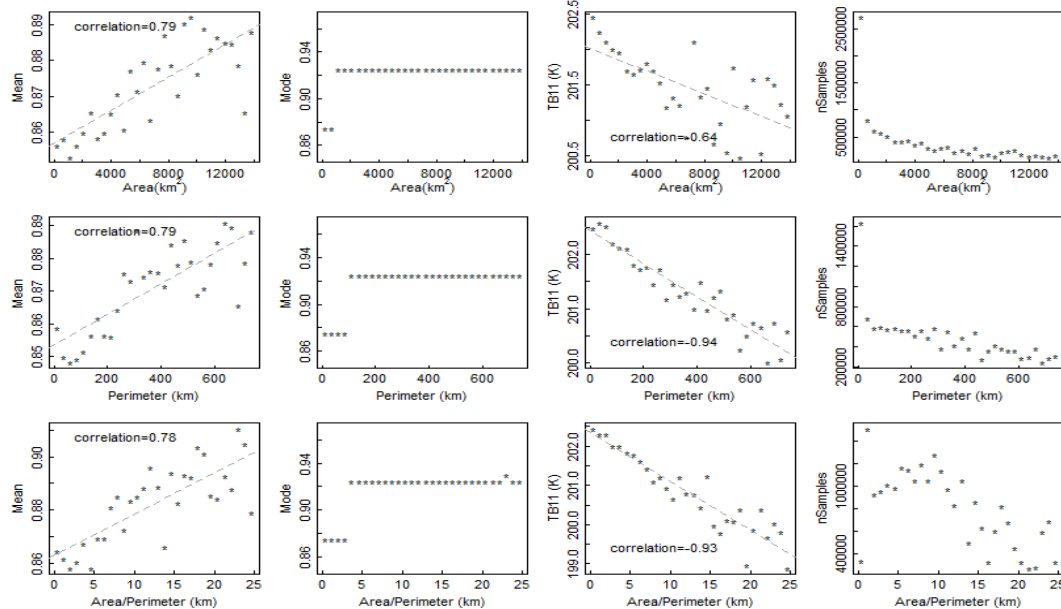 correlation=0.79
Mean
0.86 0.87 0.88 0.89
0 4000 8000 12000
Area(km²)
Mode
0.86 0.90 0.94
0 4000 8000 12000
Area(km²)
TB11 (K)
200.5 201.5 202.5
correlation=-0.64
0 4000 8000 12000
Area(km²)
nSamples
500000 1500000 2500000
0 4000 8000 12000
Area(km²)
correlation=0.79
Mean
0.85 0.86 0.87 0.88 0.89
0 200 400 600
Perimeter (km)
Mode
0.86 0.90 0.94
0 200 400 600
Perimeter (km)
TB11 (K)
200.0 201.0 202.0
correlation=-0.94
0 200 400 600
Perimeter (km)
nSamples
200000 800000 1400000
0 200 400 600
Perimeter (km)
correlation=0.78
Mean
0.86 0.88 0.90
0 5 10 15 20 25
Area/Perimeter (km)
Mode
0.86 0.90 0.94
0 5 10 15 20 25
Area/Perimeter (km)
TB11 (K)
199.0 200.0 201.0 202.0
correlation=-0.93
0 5 10 15 20 25
Area/Perimeter (km)
nSamples
400000
0 5 10 15 20 25
Area/Perimeter (km)